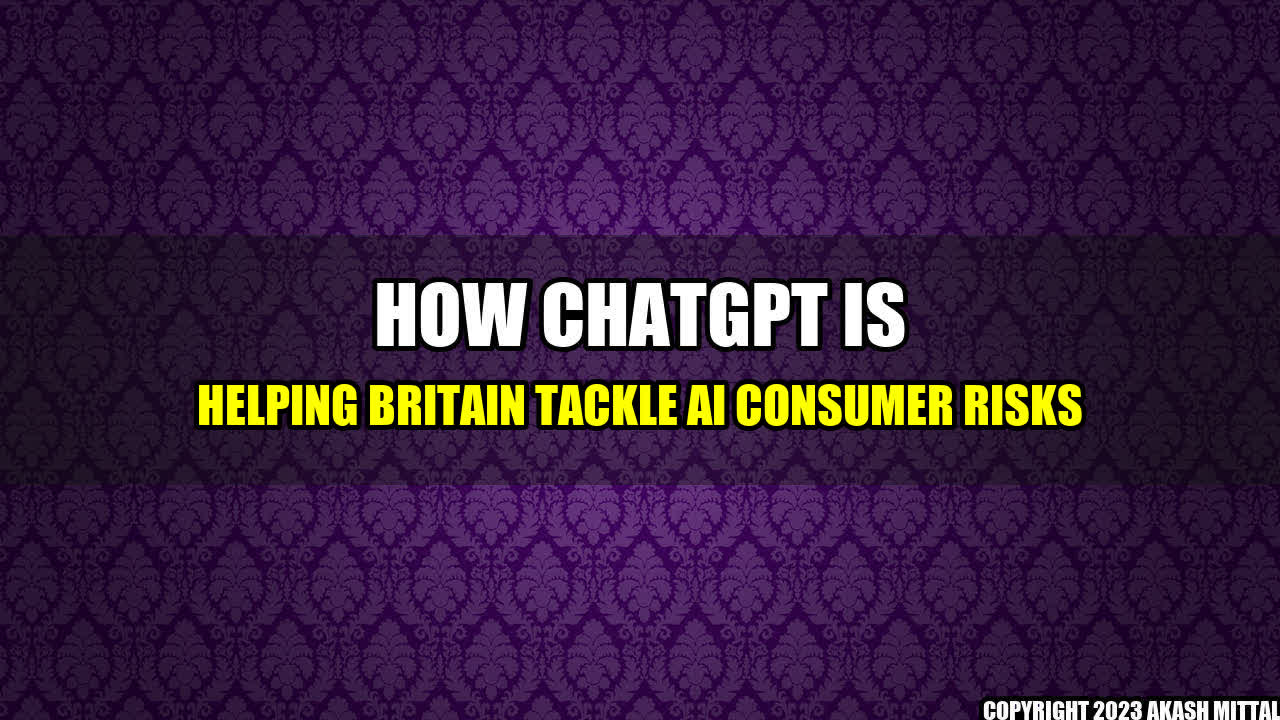 HOW CHATGPT IS
HELPING BRITAIN TACKLE AI CONSUMER RISKS
COPYRIGHT 2023 AKASH MITTAL